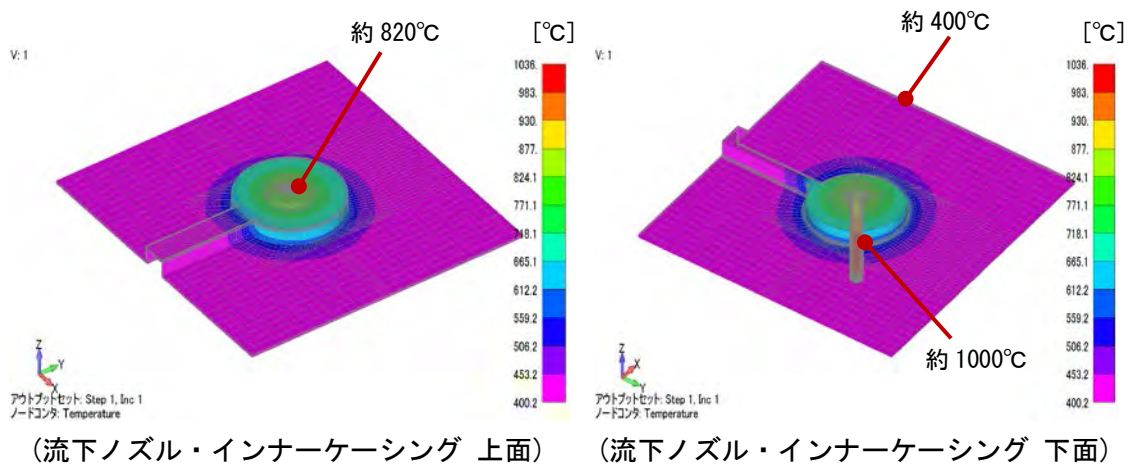 約 820℃
[℃]
V: 1
1036.
983.
930.
877.
824.1
771.1
718.1
665.1
612.2
559.2
506.2
453.2
400.2
Z
Y
X
アウトプットセット: Step 1, Inc 1
ノードコンタ: Temperature
(流下ノズル・インナーケーシング 上面)
約 400℃
[℃]
V: 1
1036.
983.
930.
877.
824.1
771.1
718.1
665.1
612.2
559.2
506.2
453.2
400.2
約 1000℃
Z
X
Y
アウトプットセット: Step 1, Inc 1
ノードコンタ: Temperature
(流下ノズル・インナーケーシング 下面)